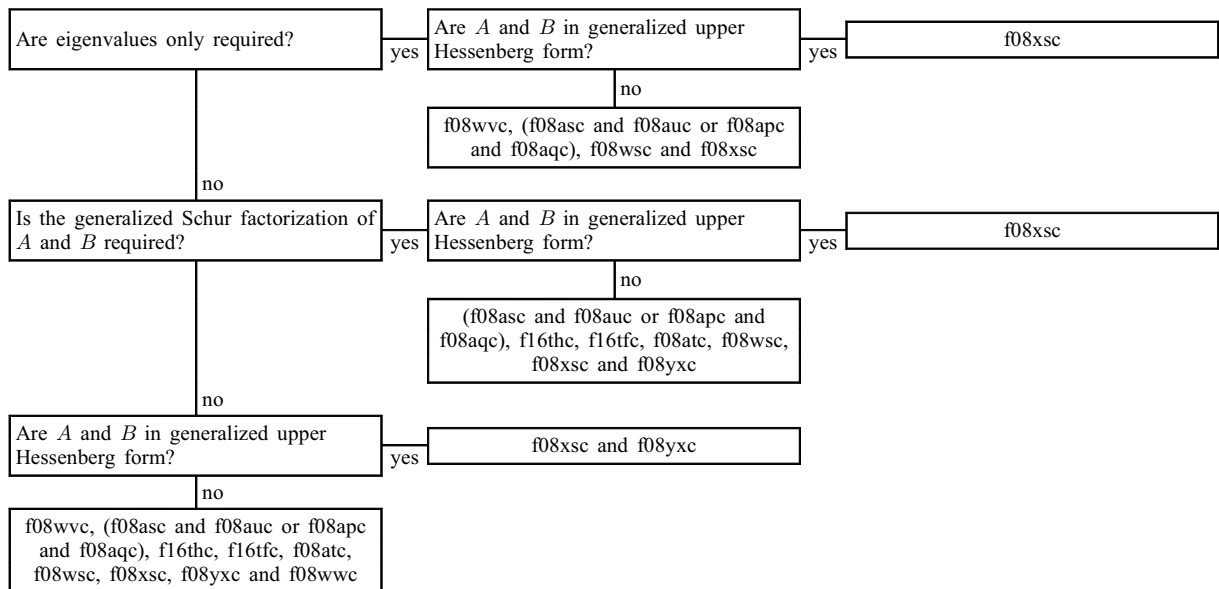 Are eigenvalues only required?
yes
Are A and B in generalized upper
Hessenberg form?
yes
f08xsc
no
f08wvc, (f08asc and f08auc or f08apc
and f08aqc), f08wsc and f08xsc
no
Is the generalized Schur factorization of
A and B required?
yes
Are A and B in generalized upper
Hessenberg form?
yes
f08xsc
no
(f08asc and f08auc or f08apc and
f08aqc), f16thc, f16tfc, f08atc, f08wsc,
f08xsc and f08yxc
no
Are A and B in generalized upper
Hessenberg form?
yes
f08xsc and f08yxc
no
f08wvc, (f08asc and f08auc or f08apc
and f08aqc), f16thc, f16tfc, f08atc,
f08wsc, f08xsc, f08yxc and f08wwc